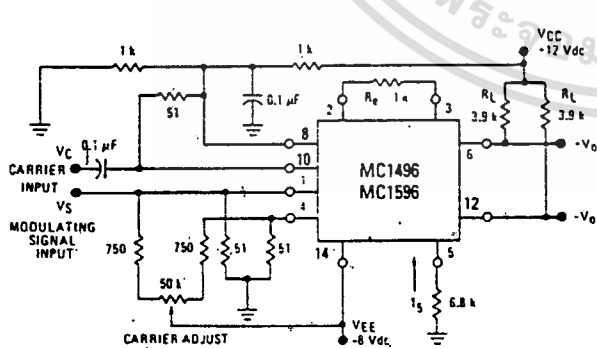 VCC
+12 Vdc
1 k
1 k
51
0.1 µF
Re
1 k
2
3
RL
3.9 k
RL
3.9 k
VC
0.1 µF
CARRIER
INPUT
VS
MODULATING
SIGNAL
INPUT
8
10
1
4
MC1496
MC1596
6
+Vo
12
-Vo
14
5
750
750
51
51
50 k
I5
6.8 k
CARRIER ADJUST
VEE
-8 Vdc